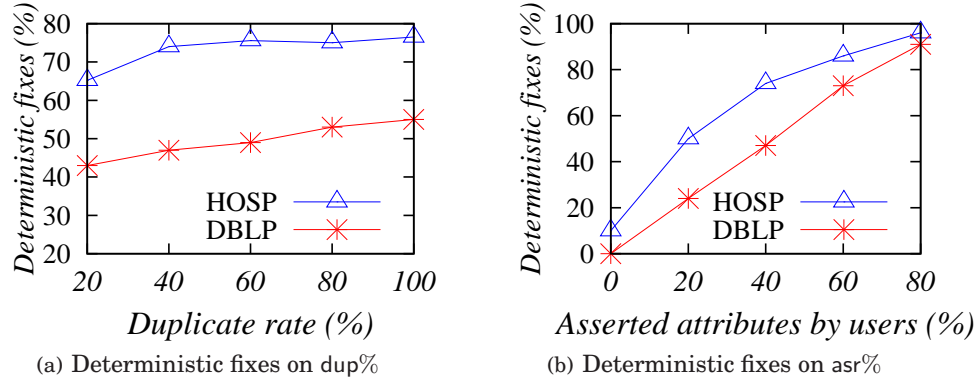 Deterministic fixes (%)
80
70
60
50
40
30
20
HOSP
DBLP
20 40 60 80 100
Duplicate rate (%)
(a) Deterministic fixes on dup%
Deterministic fixes (%)
100
80
60
40
20
0
HOSP
DBLP
0 20 40 60 80
Asserted attributes by users (%)
(b) Deterministic fixes on asr%